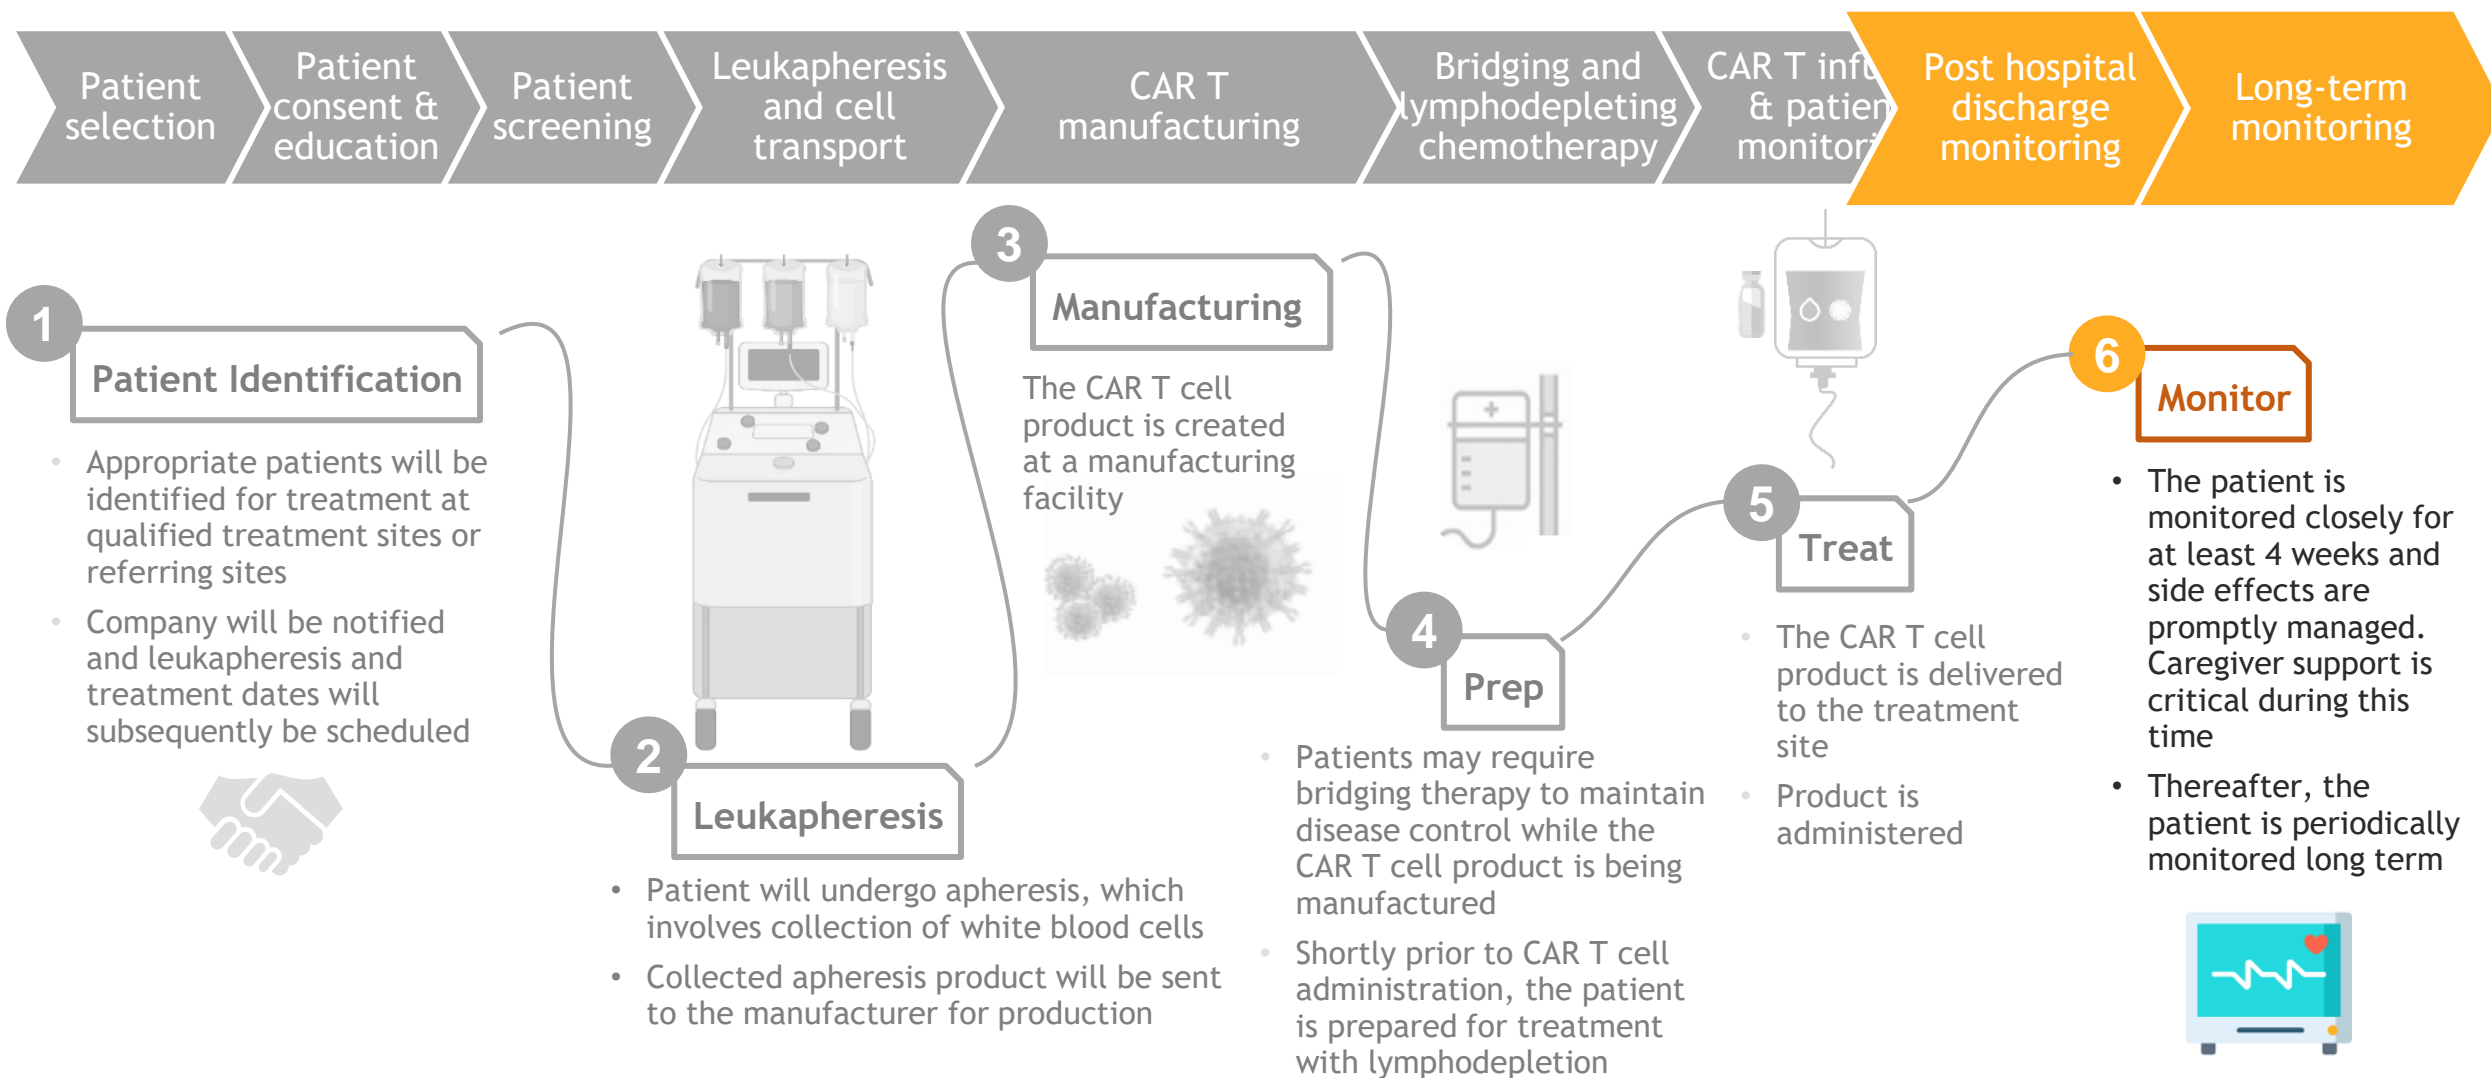 Patient
selection
Patient
consent &
education
Patient
screening
Leukapheresis
and cell
transport
CAR T
manufacturing
Bridging and
lymphodepleting
chemotherapy
CAR T
& patien
Post hospital
discharge
monitoring
Long-term
monitoring
1
Patient Identification
• Appropriate patients will be
identified for treatment at
qualified treatment sites or
referring sites
• Company will be notified
and leukapheresis and
treatment dates will
subsequently be scheduled
2
Leukapheresis
• Patient will undergo apheresis, which
involves collection of white blood cells
• Collected apheresis product will be sent
to the manufacturer for production
3
Manufacturing
The CAR T cell
product is created
at a manufacturing
facility
4
Prep
• Patients may require
bridging therapy to maintain
disease control while the
CAR T cell product is being
manufactured
• Shortly prior to CAR T cell
administration, the patient
is prepared for treatment
with lymphodepletion
5
Treat
• The CAR T cell
product is delivered
to the treatment
site
• Product is
administered
6
Monitor
• The patient is
monitored closely for
at least 4 weeks and
side effects are
promptly managed.
Caregiver support is
critical during this
time
• Thereafter, the
patient is periodically
monitored long term